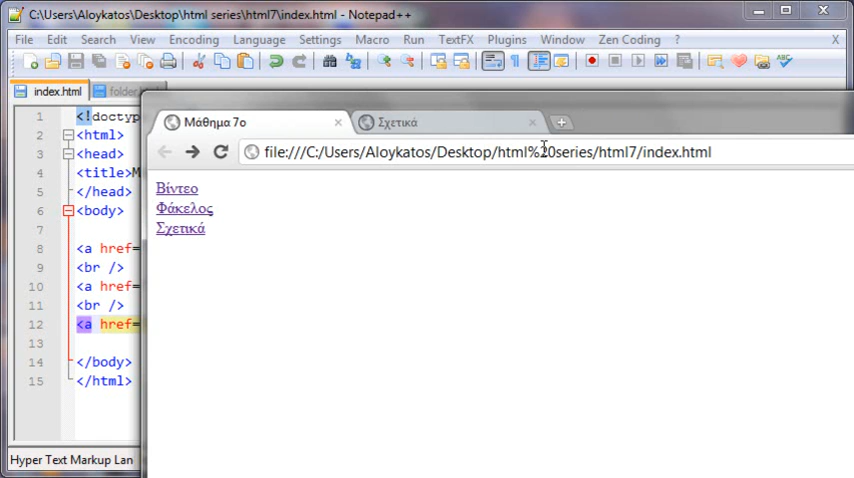 C:\Users\Aloykatos\Desktop\html series\html7\index.html - Notepad++
File Edit Search View Encoding Language Settings Macro Run TextFX Plugins Window Zen Coding ? X
index.html folder.
Μάθημα 7ο Σχετικά
file:///C:/Users/Aloykatos/Desktop/html%20series/html7/index.html
1 <!doctyp
2 <html>
3 <head>
4 <title>Μ
5 </head>
6 <body>
7
8 <a href=
9 <br />
10 <a href=
11 <br />
12 <a href=
13
14 </body>
15 </html>
Βίντεο
Φάκελος
Σχετικά
Hyper Text Markup Lan